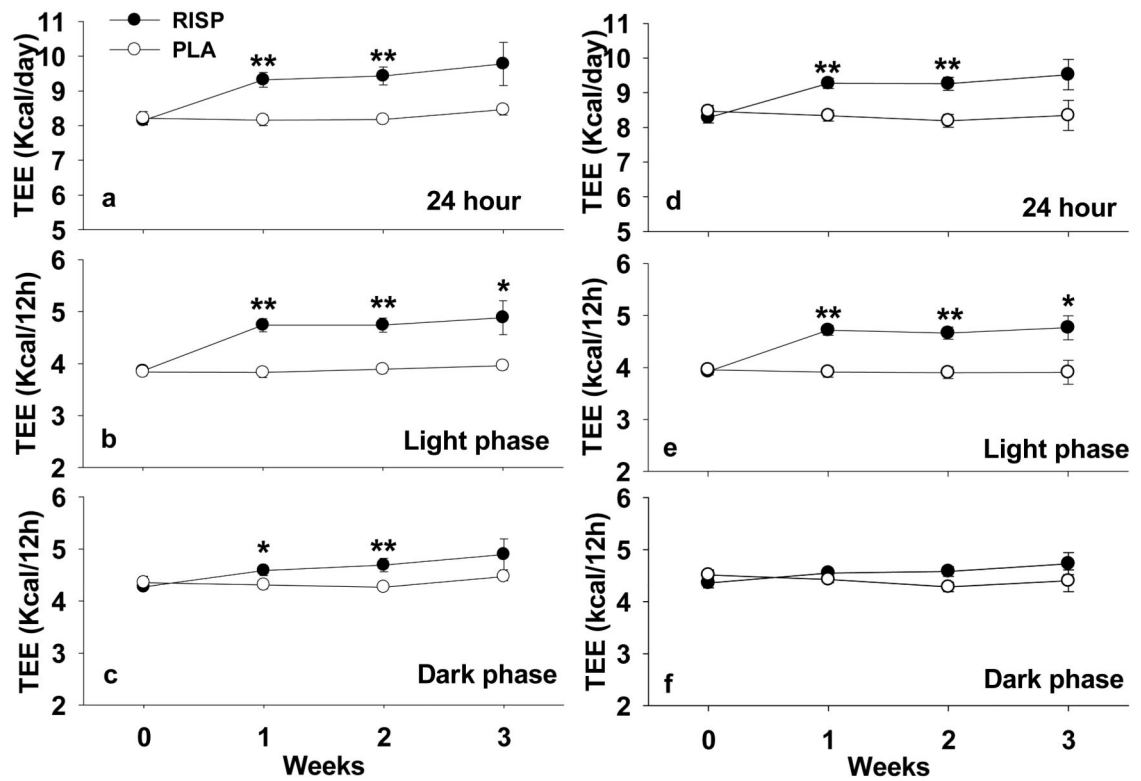 RISP
PLA
TEE (Kcal/day)
11
10
9
8
7
6
5
**
**
a
24 hour
TEE (Kcal/12h)
6
5
4
3
2
**
**
*
b
Light phase
TEE (Kcal/12h)
6
5
4
3
2
*
**
c
Dark phase
0
1
2
3
Weeks
TEE (Kcal/day)
11
10
9
8
7
6
5
**
**
d
24 hour
TEE (kcal/12h)
6
5
4
3
2
**
**
*
e
Light phase
TEE (kcal/12h)
6
5
4
3
2
f
Dark phase
0
1
2
3
Weeks